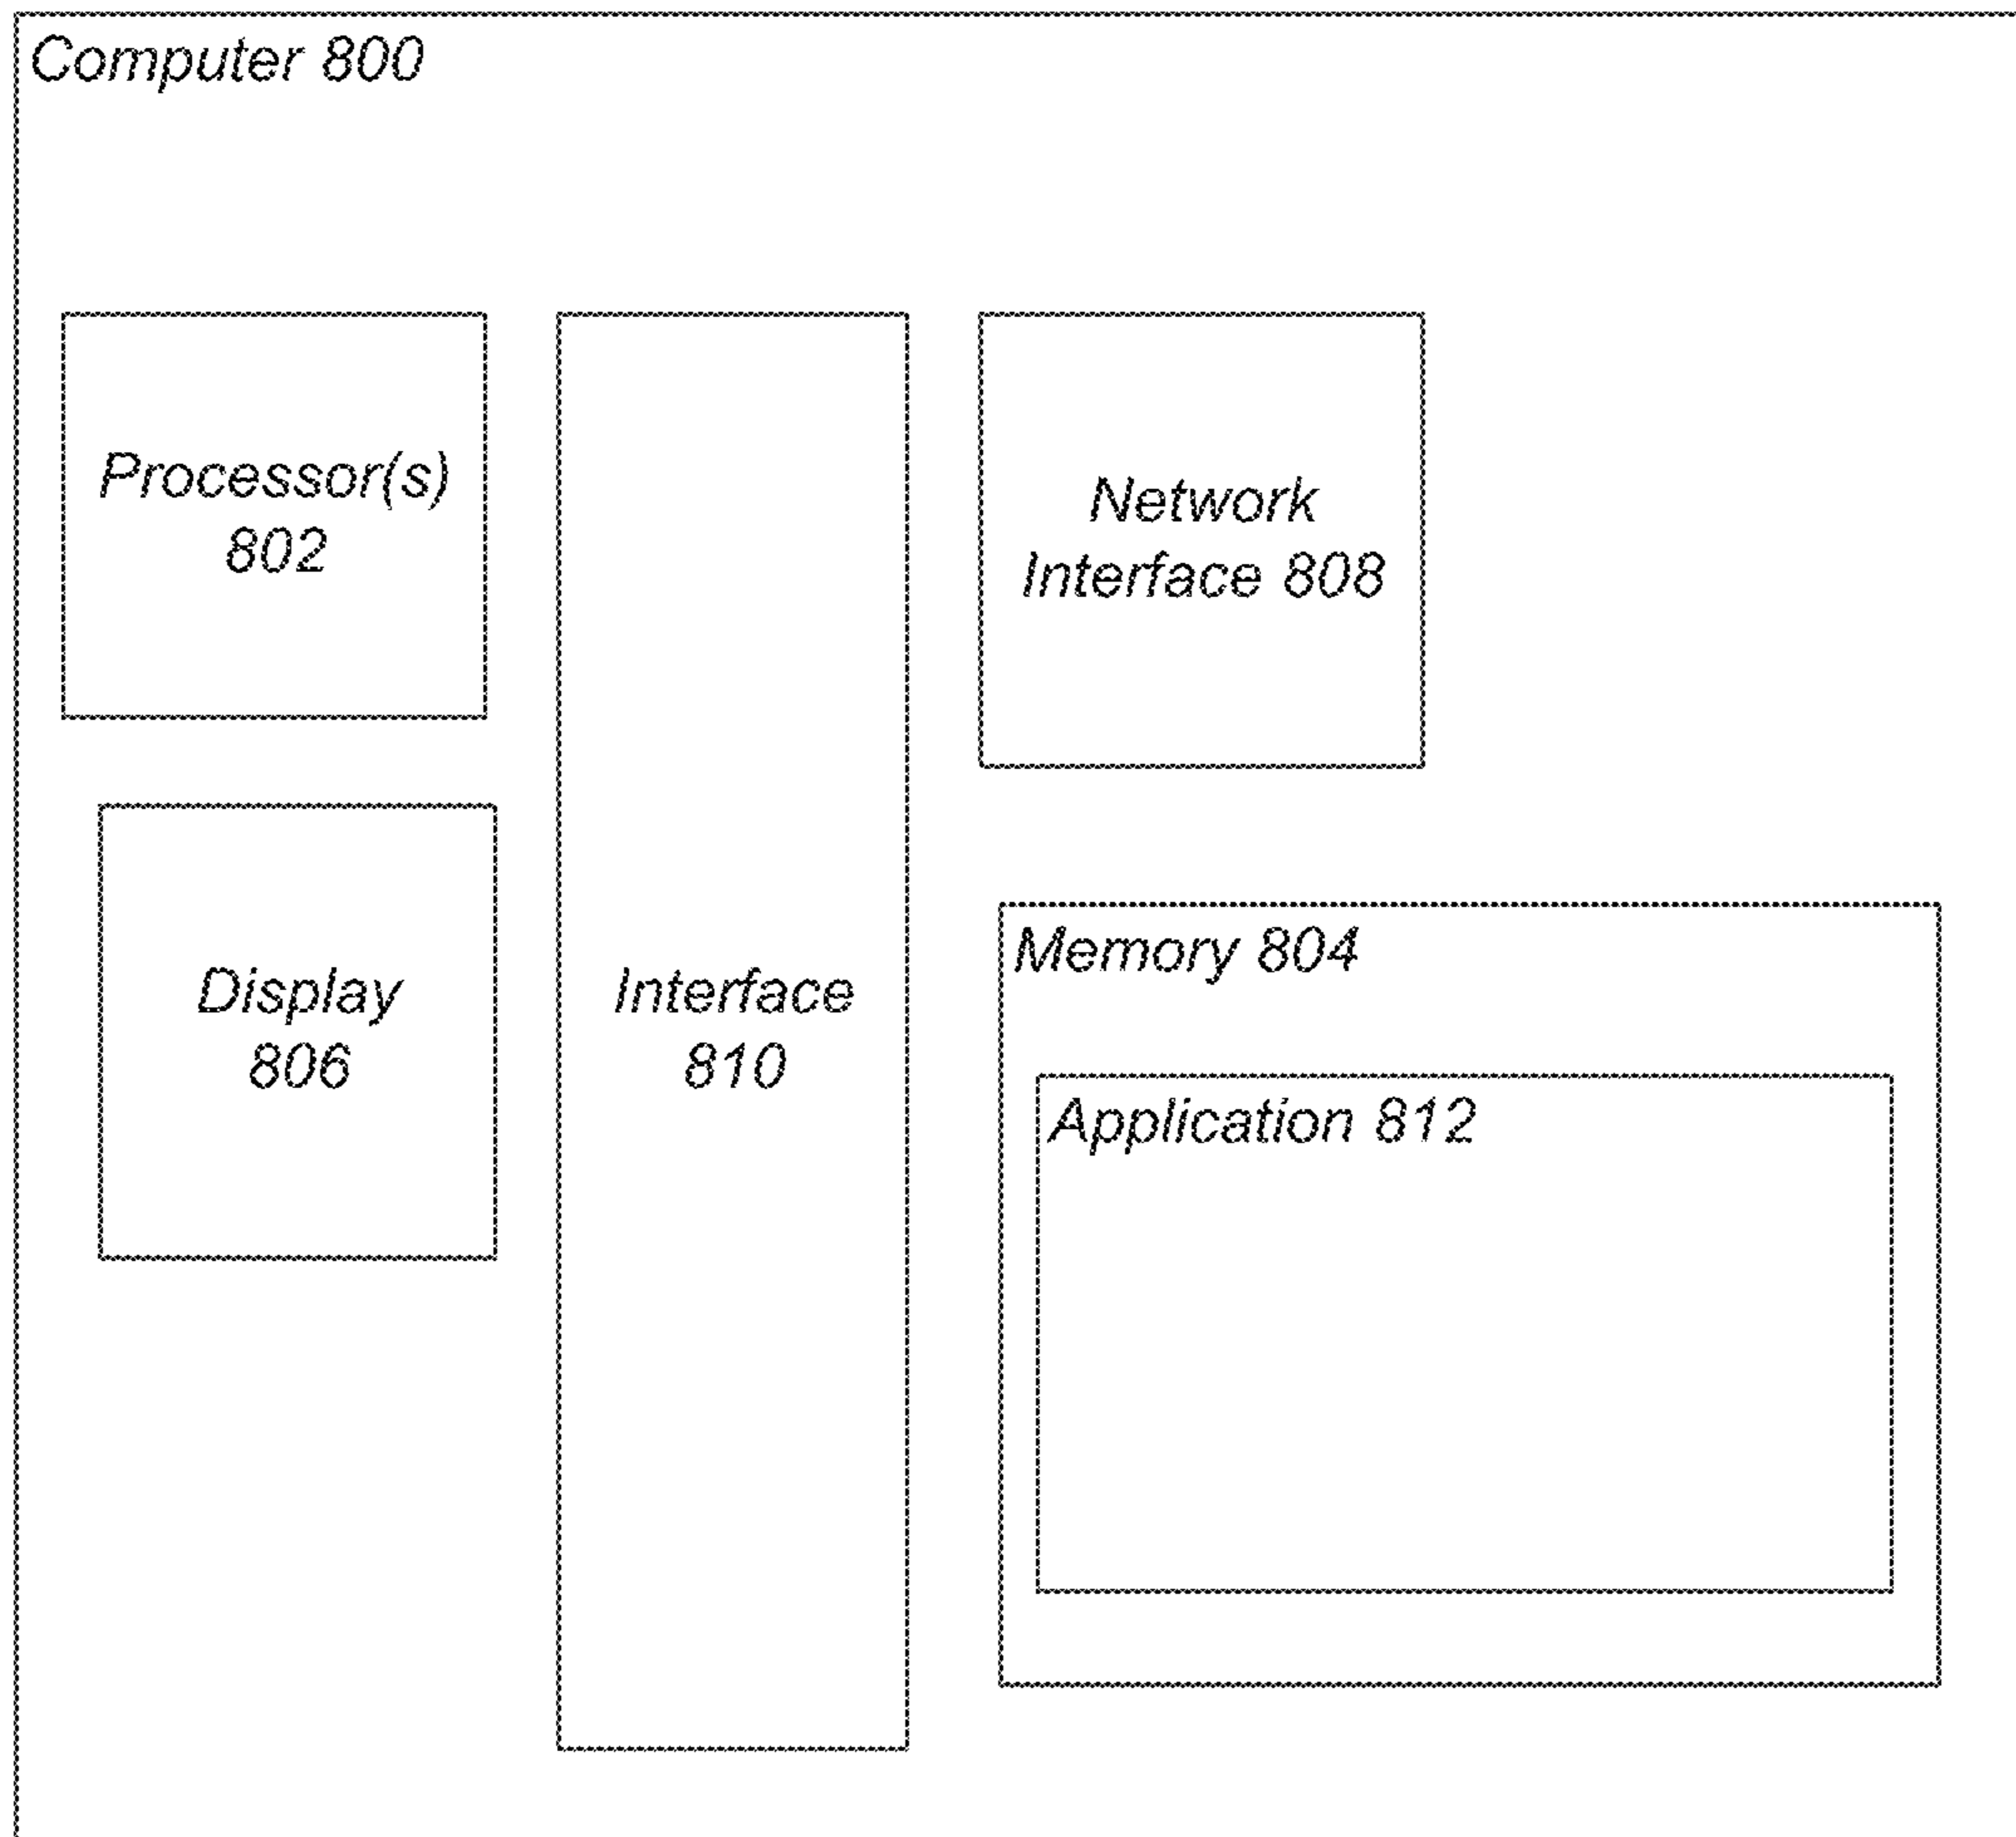 Computer 800
Processor(s)
802
Network
Interface 808
Display
806
Interface
810
Memory 804
Application 812